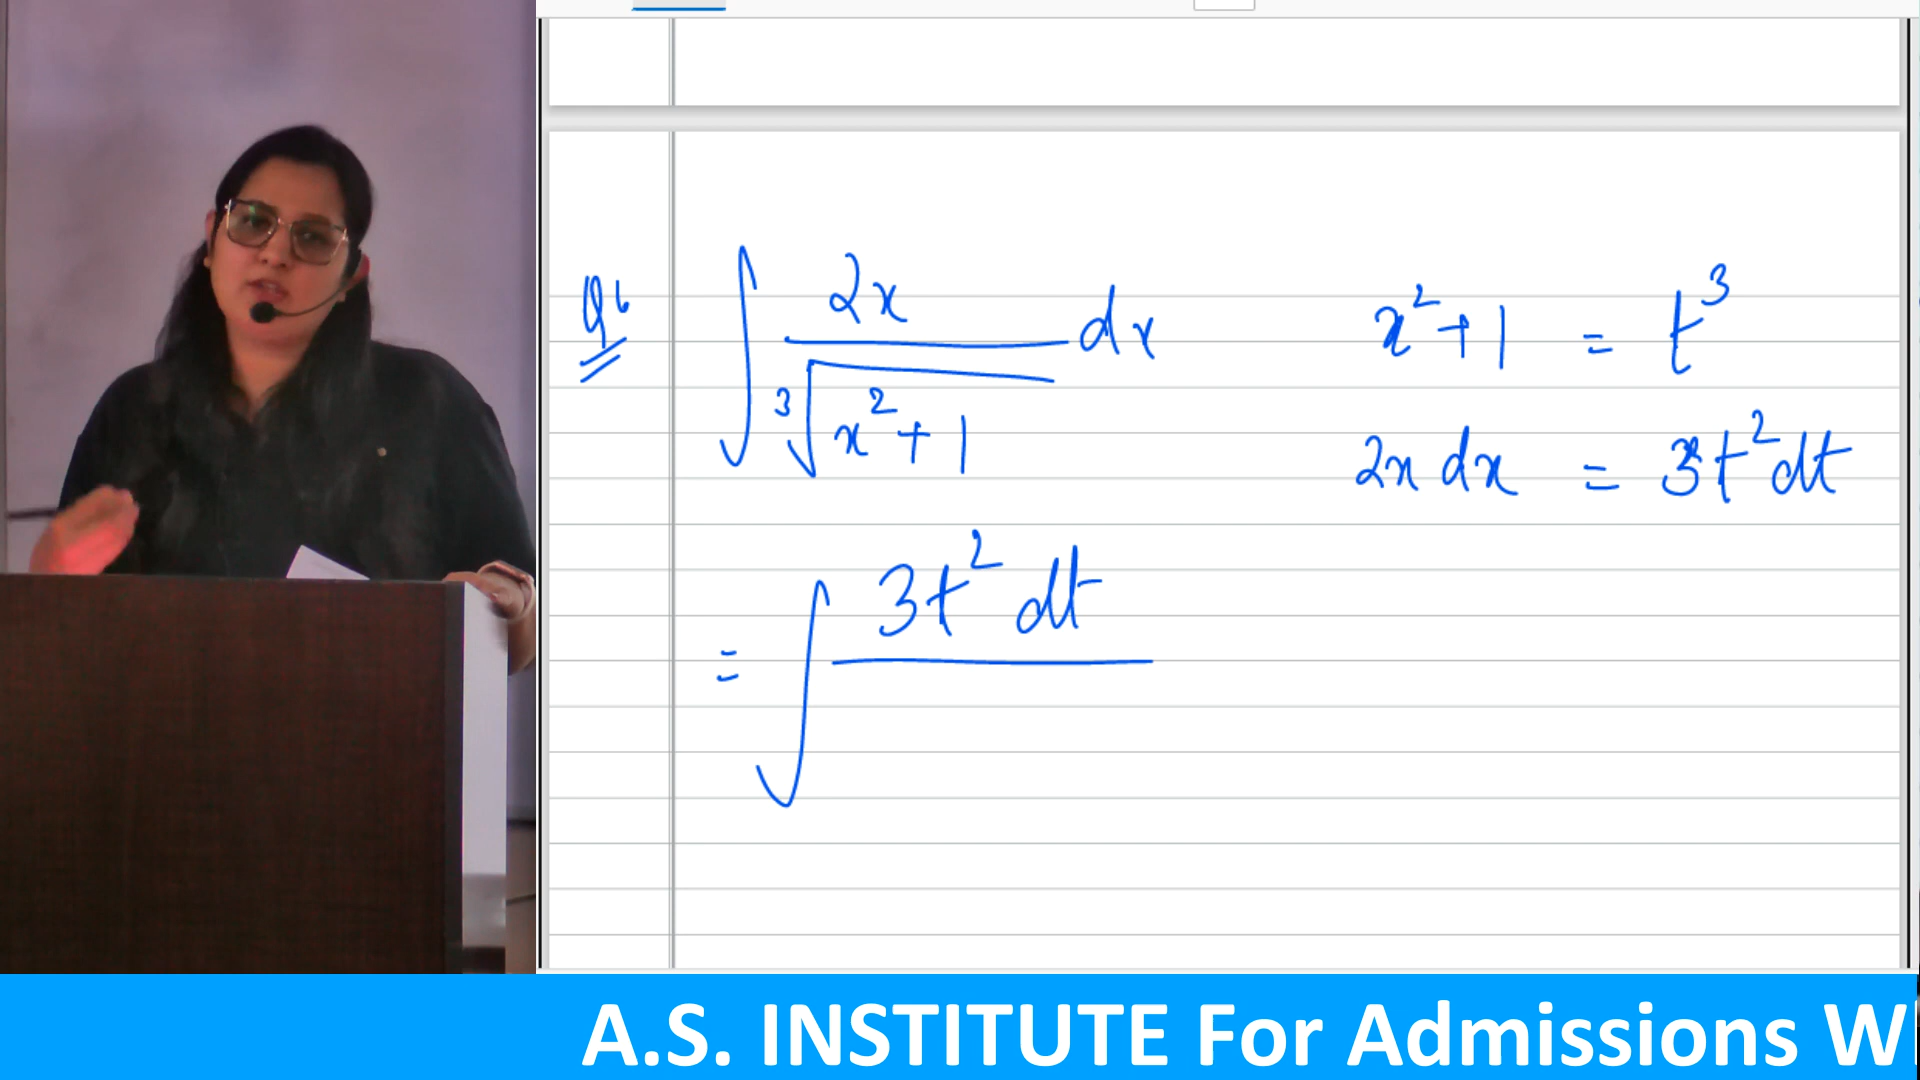 Q6 ∫ 2x / ∛(x²+1) dx
x²+1 = t³
2x dx = 3t² dt
= ∫ 3t² dt
A.S. INSTITUTE For Admissions W